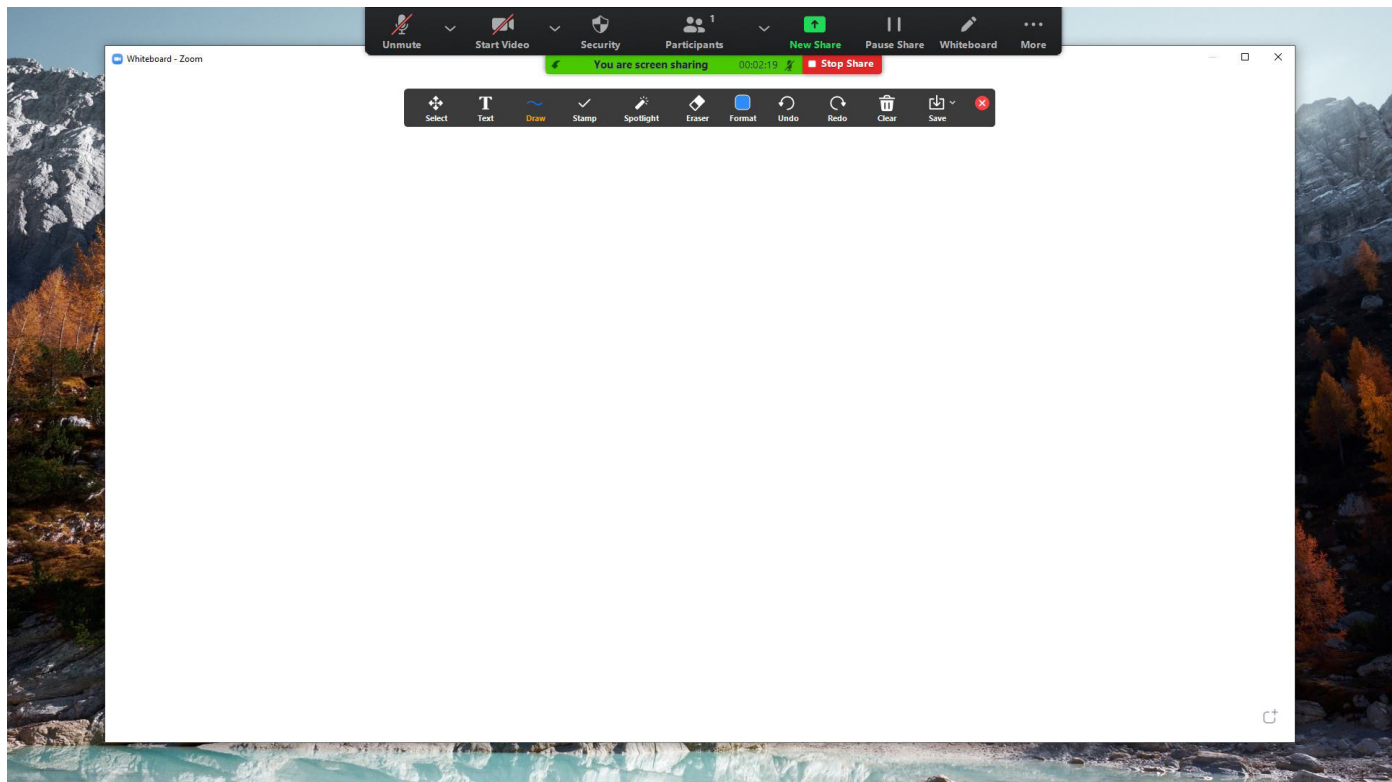 1
Unmute Start Video Security Participants New Share Pause Share Whiteboard More
Whiteboard - Zoom
You are screen sharing 00:02:19 Stop Share
Select Text Draw Stamp Spotlight Eraser Format Undo Redo Clear Save